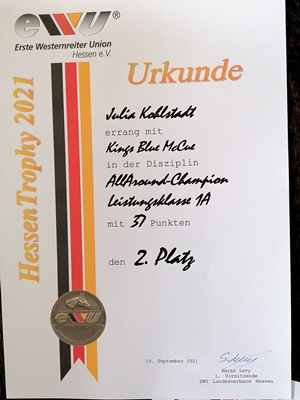 ewu®
Erste Westernreiter Union
Hessen e.V.
Urkunde
HessenTrophy 2021
Julia Kohlstadt
errang mit
Kings Blue McCue
in der Disziplin
AllAround-Champion
Leistungsklasse 1A
mit 37 Punkten
den 2. Platz
ewu
14. September 2021
Sarah Levy
1. Vorsitzende
EWU Landesverband Hessen